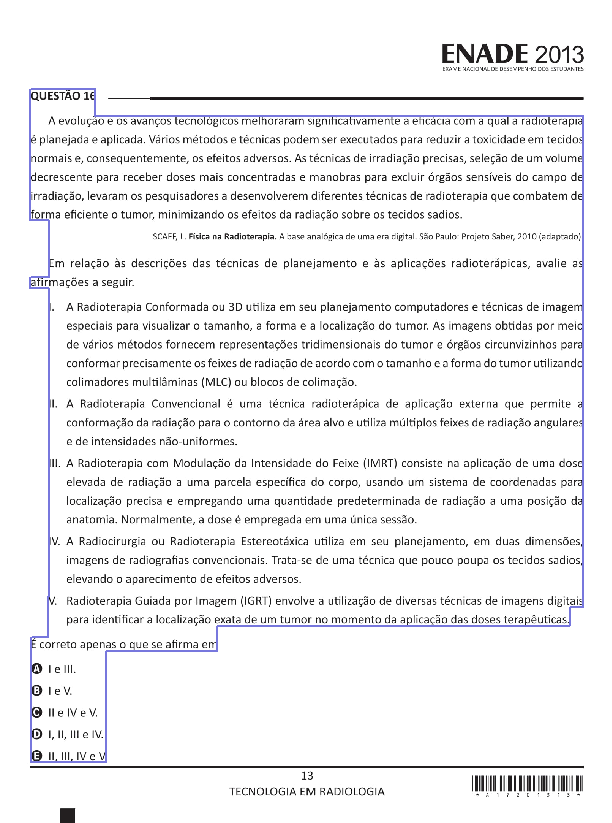 ENADE 2013
EXAME NACIONAL DE DESEMPENHO DOS ESTUDANTES
QUESTÃO 16
A evolução e os avanços tecnológicos melhoraram significativamente a eficácia com a qual a radioterapia
é planejada e aplicada. Vários métodos e técnicas podem ser executados para reduzir a toxicidade em tecidos
normais e, consequentemente, os efeitos adversos. As técnicas de irradiação precisas, seleção de um volume
decrescente para receber doses mais concentradas e manobras para excluir órgãos sensíveis do campo de
irradiação, levaram os pesquisadores a desenvolverem diferentes técnicas de radioterapia que combatem de
forma eficiente o tumor, minimizando os efeitos da radiação sobre os tecidos sadios.
SCAFF, L. Física na Radioterapia. A base analógica de uma era digital. São Paulo: Projeto Saber, 2010 (adaptado).
Em relação às descrições das técnicas de planejamento e às aplicações radioterápicas, avalie as
afirmações a seguir.
I. A Radioterapia Conformada ou 3D utiliza em seu planejamento computadores e técnicas de imagem
especiais para visualizar o tamanho, a forma e a localização do tumor. As imagens obtidas por meio
de vários métodos fornecem representações tridimensionais do tumor e órgãos circunvizinhos para
conformar precisamente os feixes de radiação de acordo com o tamanho e a forma do tumor utilizando
colimadores multilâminas (MLC) ou blocos de colimação.
II. A Radioterapia Convencional é uma técnica radioterápica de aplicação externa que permite a
conformação da radiação para o contorno da área alvo e utiliza múltiplos feixes de radiação angulares
e de intensidades não-uniformes.
III. A Radioterapia com Modulação da Intensidade do Feixe (IMRT) consiste na aplicação de uma dose
elevada de radiação a uma parcela específica do corpo, usando um sistema de coordenadas para
localização precisa e empregando uma quantidade predeterminada de radiação a uma posição da
anatomia. Normalmente, a dose é empregada em uma única sessão.
IV. A Radiocirurgia ou Radioterapia Estereotáxica utiliza em seu planejamento, em duas dimensões,
imagens de radiografias convencionais. Trata-se de uma técnica que pouco poupa os tecidos sadios,
elevando o aparecimento de efeitos adversos.
V. Radioterapia Guiada por Imagem (IGRT) envolve a utilização de diversas técnicas de imagens digitais
para identificar a localização exata de um tumor no momento da aplicação das doses terapêuticas.
É correto apenas o que se afirma em
A I e III.
B I e V.
C II e IV e V.
D I, II, III e IV.
E II, III, IV e V
13
TECNOLOGIA EM RADIOLOGIA